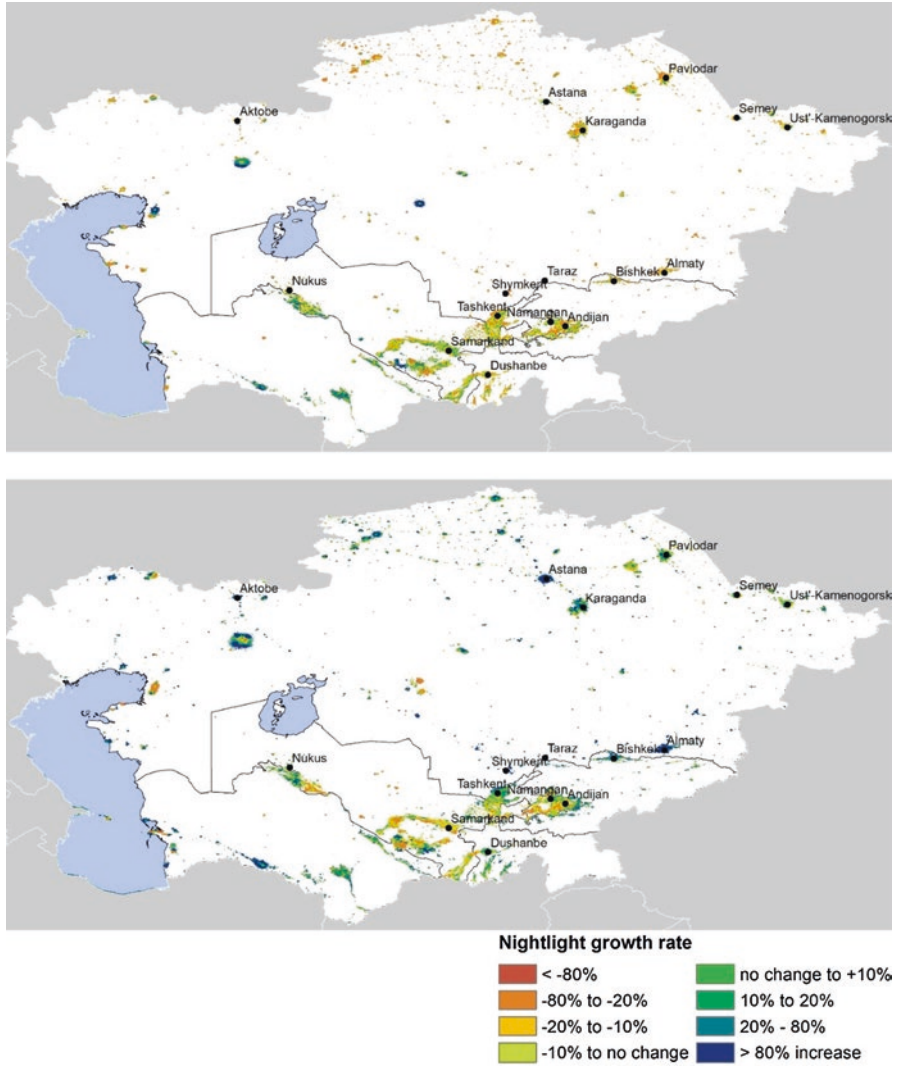 Pavlodar
Astana
Aktobe
Semey
Karaganda
Ust'-Kamenogorsk
Almaty
Taraz
Bishkek
Nukus
Shymkent
Tashkent
Namangan
Andijan
Samarkand
Dushanbe
Pavlodar
Astana
Aktobe
Semey
Karaganda
Ust'-Kamenogorsk
Almaty
Taraz
Bishkek
Nukus
Shymkent
Tashkent
Namangan
Andijan
Samarkand
Dushanbe
Nightlight growth rate
< -80%
no change to +10%
-80% to -20%
10% to 20%
-20% to -10%
20% - 80%
-10% to no change
> 80% increase